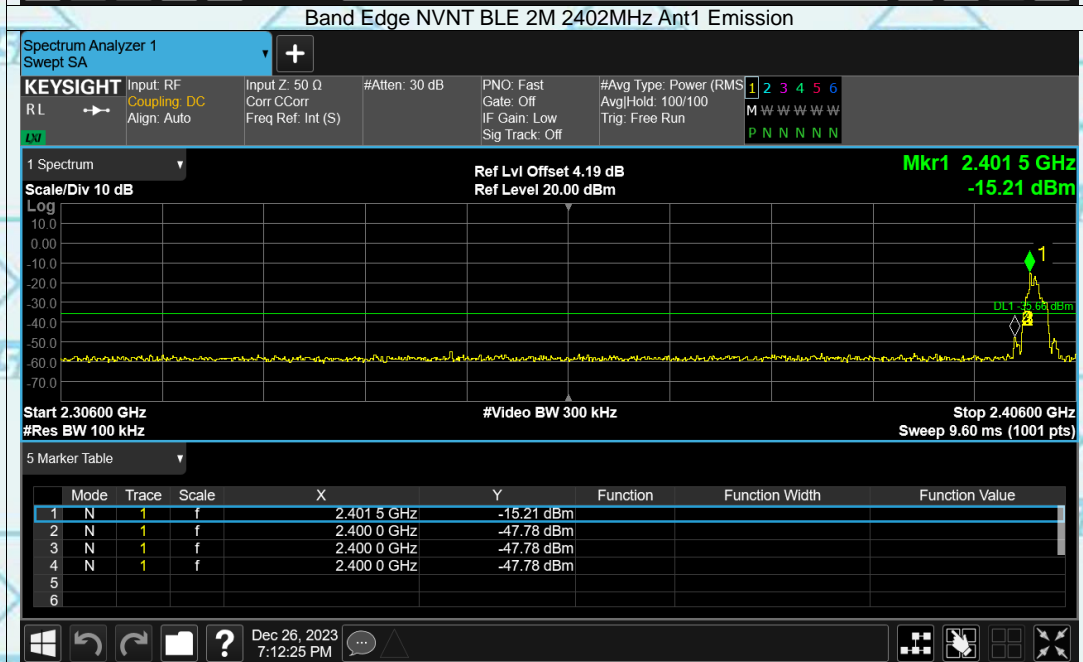 Band Edge NVNT BLE 2M 2402MHz Ant1 Emission
Spectrum Analyzer 1
Swept SA
+
KEYSIGHT Input: RF Input Z: 50 Ω #Atten: 30 dB PNO: Fast #Avg Type: Power (RMS 1 2 3 4 5 6
RL Coupling: DC Corr CCorr Gate: Off Avg|Hold: 100/100 M W W W W W
Align: Auto Freq Ref: Int (S) IF Gain: Low Trig: Free Run
LXI Sig Track: Off P N N N N N
1 Spectrum Ref Lvl Offset 4.19 dB Mkr1 2.401 5 GHz
Scale/Div 10 dB Ref Level 20.00 dBm -15.21 dBm
Log
10.0
0.00
1
-10.0
-20.0
-30.0
DL1 -35.66 dBm
-40.0
-50.0
-60.0
-70.0
Start 2.30600 GHz #Video BW 300 kHz Stop 2.40600 GHz
#Res BW 100 kHz Sweep 9.60 ms (1001 pts)
5 Marker Table
Mode Trace Scale X Y Function Function Width Function Value
1 N 1 f 2.401 5 GHz -15.21 dBm
2 N 1 f 2.400 0 GHz -47.78 dBm
3 N 1 f 2.400 0 GHz -47.78 dBm
4 N 1 f 2.400 0 GHz -47.78 dBm
5
6
? Dec 26, 2023
7:12:25 PM